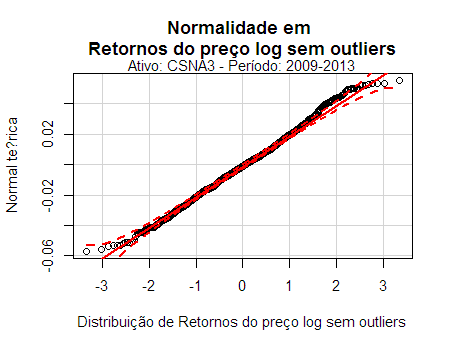 Normalidade em
Retornos do preço log sem outliers
Ativo: CSNA3 - Período: 2009-2013
Normal te?rica
0.02
-0.02
-0.06
-3 -2 -1 0 1 2 3
Distribuição de Retornos do preço log sem outliers